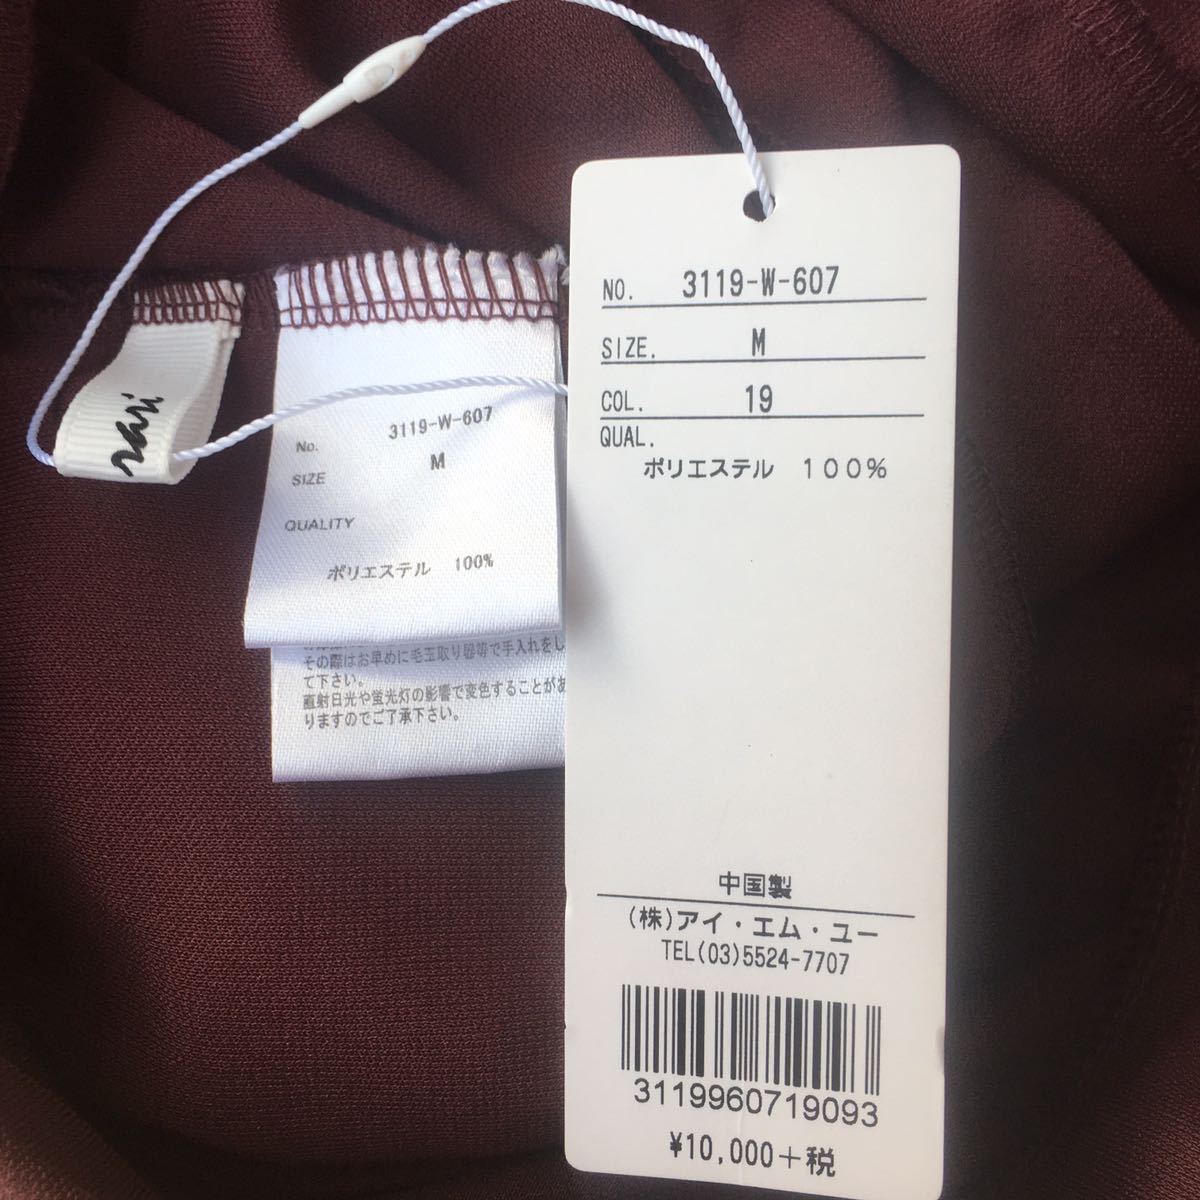 rari
No. 3119-W-607
SIZE M
QUALITY
ポリエステル 100%
その際はお早めに毛玉取り器等で手入れをし
て下さい。
直射日光や蛍光灯の影響で変色することがあ
りますのでご了承下さい。
NO. 3119-W-607
SIZE. M
COL. 19
QUAL.
ポリエステル 100%
中国製
(株)アイ・エム・ユー
TEL(03)5524-7707
3119960719093
¥10,000+税